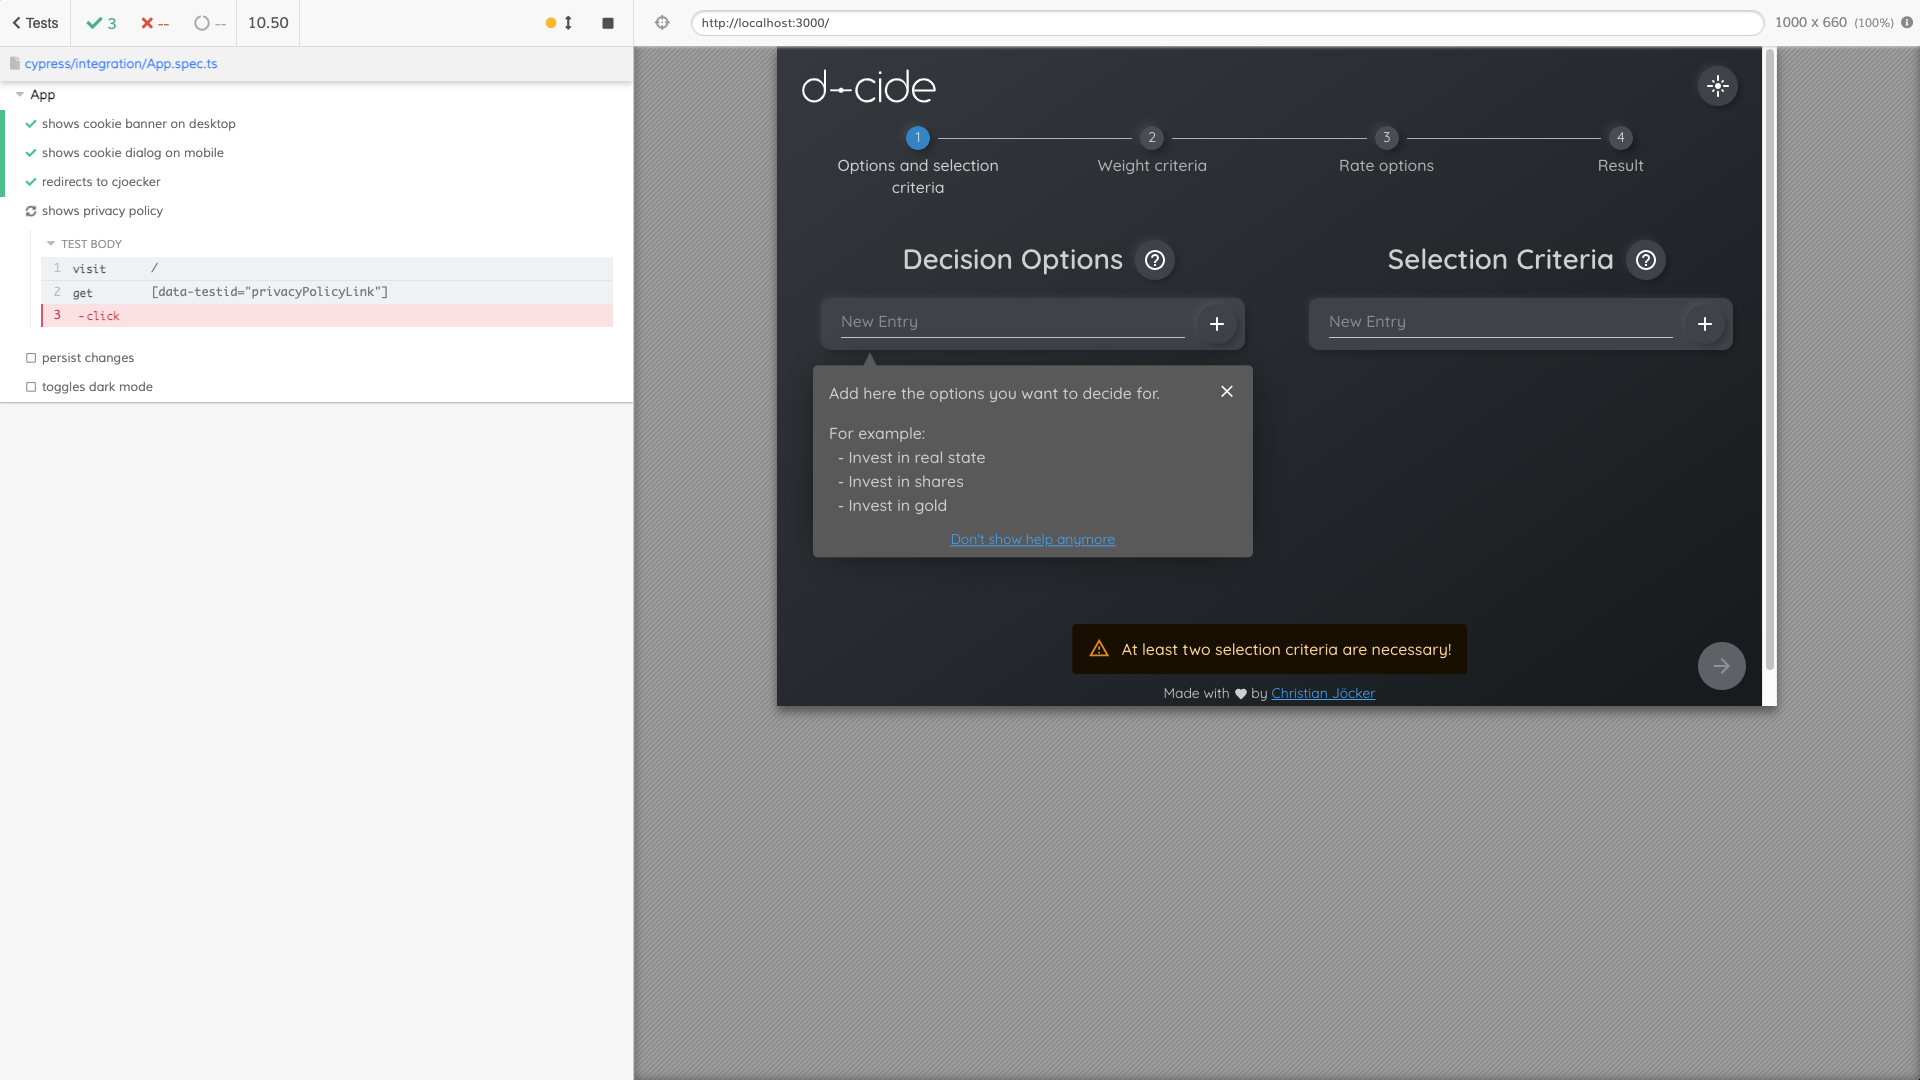 Tests
3
--
--
10.50
http://localhost:3000/
1000 x 660 (100%)
cypress/integration/App.spec.ts
App
shows cookie banner on desktop
shows cookie dialog on mobile
redirects to cjoecker
shows privacy policy
TEST BODY
1 visit /
2 get [data-testid="privacyPolicyLink"]
3 -click
persist changes
toggles dark mode
d-cide
1
2
3
4
Options and selection
criteria
Weight criteria
Rate options
Result
Decision Options
Selection Criteria
New Entry
New Entry
Add here the options you want to decide for.
For example:
- Invest in real state
- Invest in shares
- Invest in gold
Don't show help anymore
At least two selection criteria are necessary!
Made with ♥ by Christian Jöcker